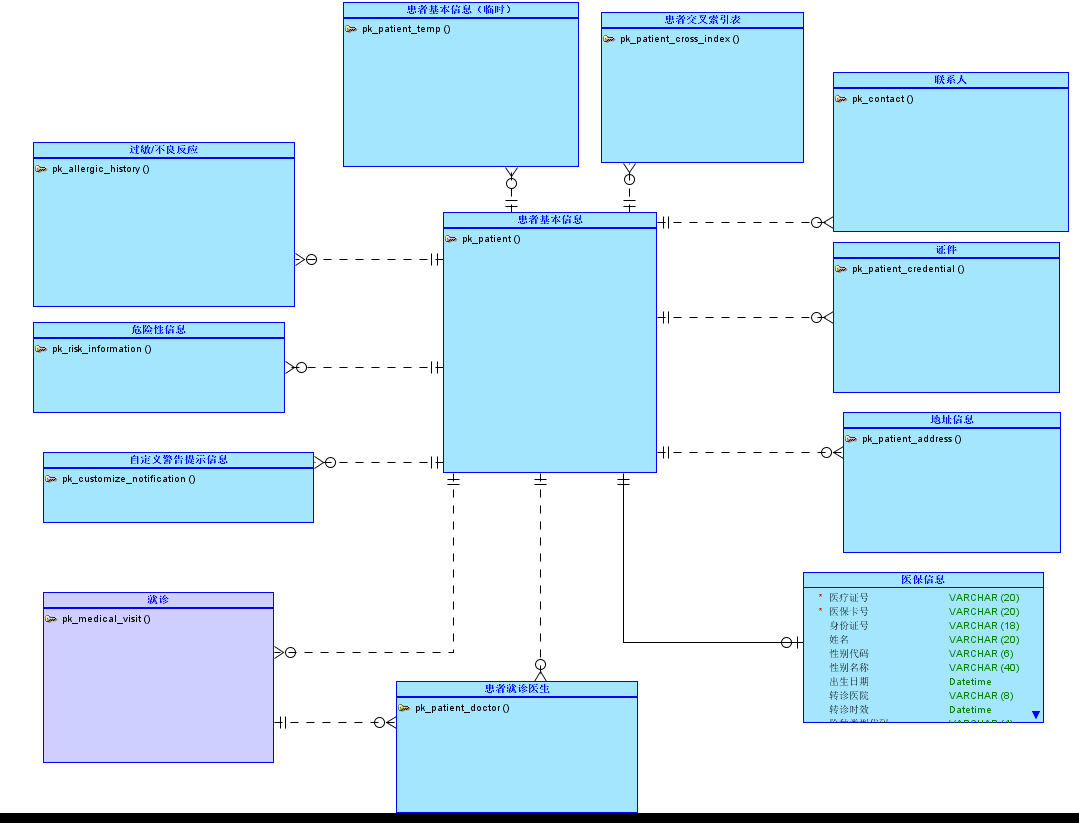 患者基本信息（临时）
pk_patient_temp ()
患者交叉索引表
pk_patient_cross_index ()
联系人
pk_contact ()
过敏/不良反应
pk_allergic_history ()
患者基本信息
pk_patient ()
证件
pk_patient_credential ()
危险性信息
pk_risk_information ()
地址信息
pk_patient_address ()
自定义警告提示信息
pk_customize_notification ()
就诊
pk_medical_visit ()
医保信息
* 医疗证号 VARCHAR (20)
* 医保卡号 VARCHAR (20)
身份证号 VARCHAR (18)
姓名 VARCHAR (20)
性别代码 VARCHAR (6)
性别名称 VARCHAR (40)
出生日期 Datetime
转诊医院 VARCHAR (8)
转诊时效 Datetime
患者就诊医生
pk_patient_doctor ()